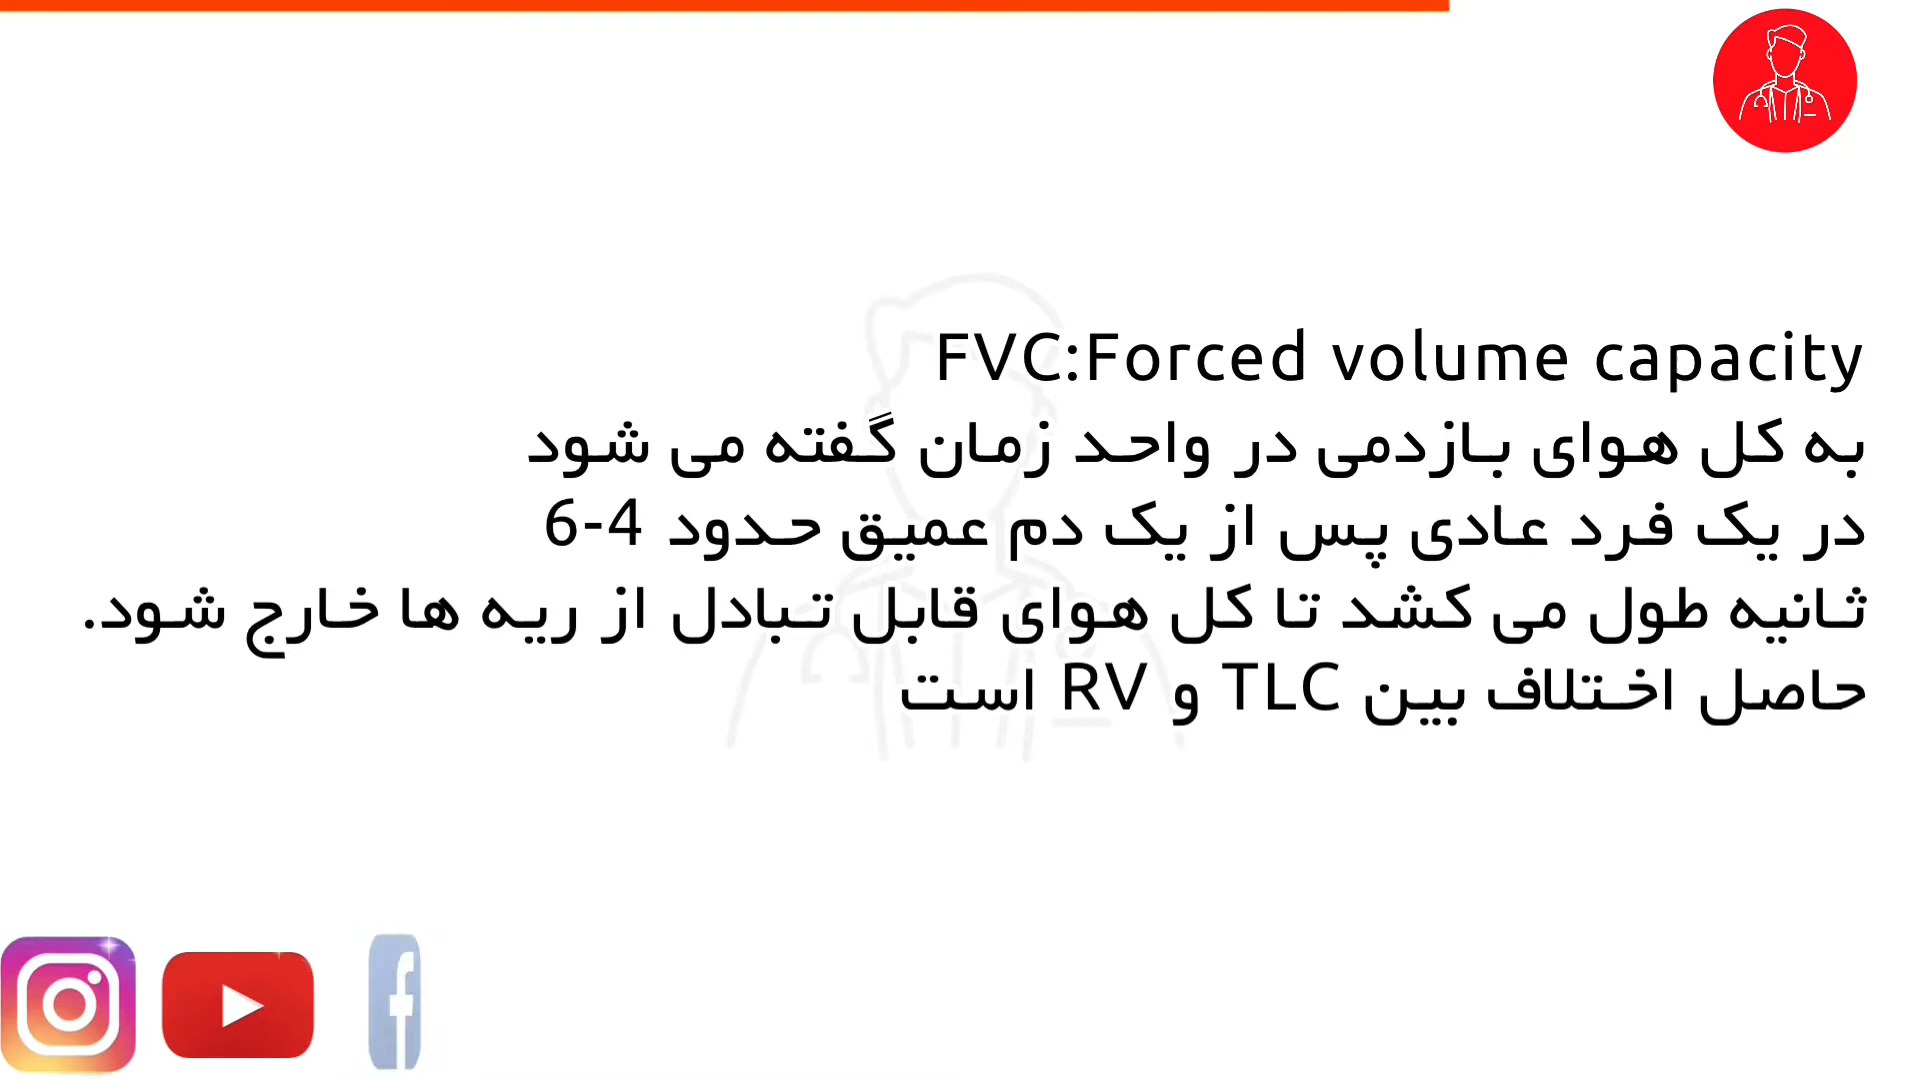 FVC:Forced volume capacity
به کل هوای بازدمی در واحد زمان گفته می شود
در یک فرد عادی پس از یک دم عمیق حدود 4-6
ثانیه طول می کشد تا کل هوای قابل تبادل از ریه ها خارج شود.
حاصل اختلاف بین TLC و RV است